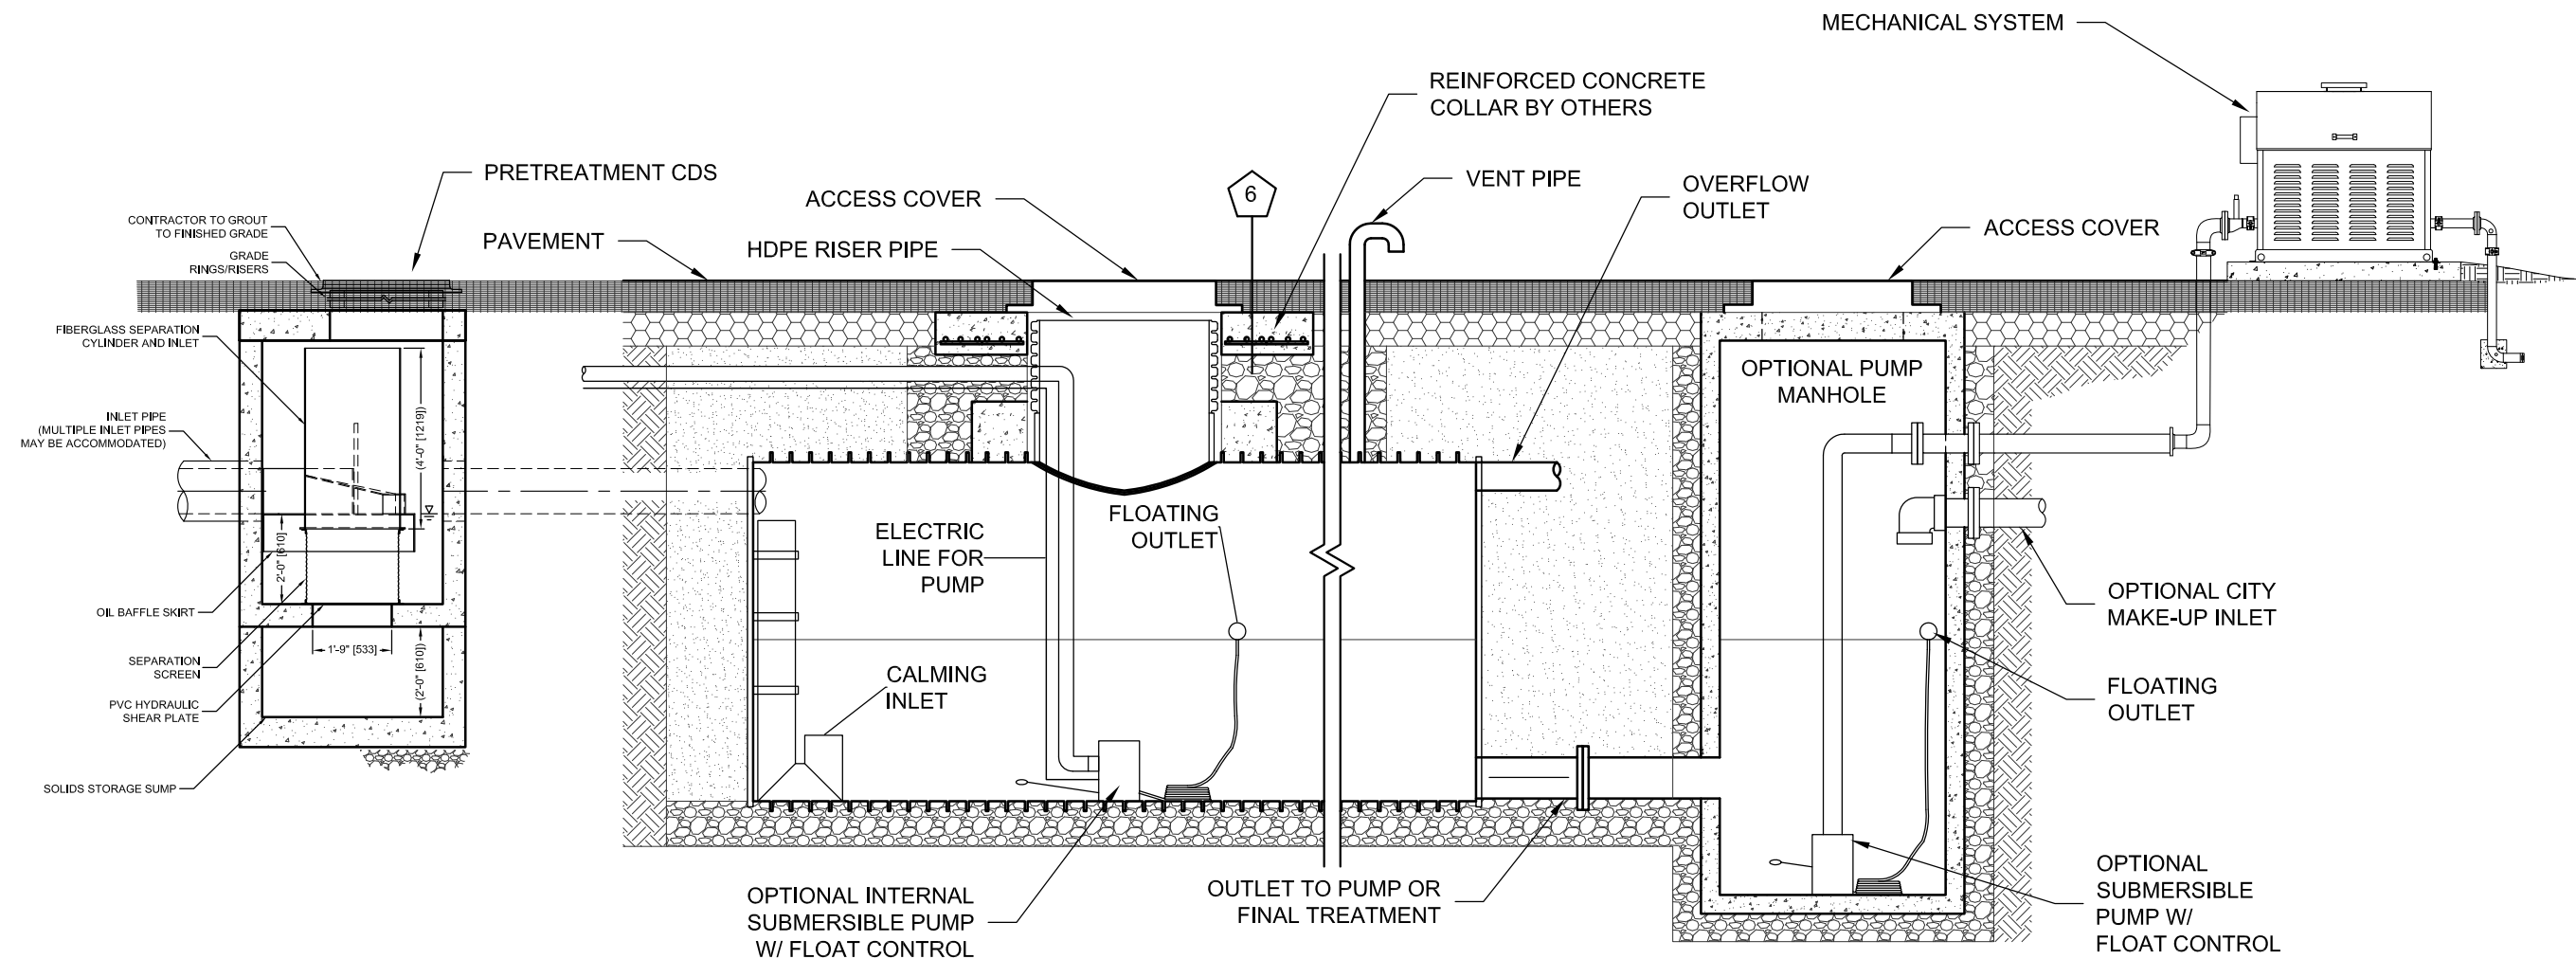 MECHANICAL SYSTEM
REINFORCED CONCRETE
COLLAR BY OTHERS
PRETREATMENT CDS
VENT PIPE
OVERFLOW
OUTLET
ACCESS COVER
6
CONTRACTOR TO GROUT
TO FINISHED GRADE
PAVEMENT
HDPE RISER PIPE
ACCESS COVER
GRADE
RINGS/RISERS
FIBERGLASS SEPARATION
CYLINDER AND INLET
OPTIONAL PUMP
MANHOLE
INLET PIPE
(MULTIPLE INLET PIPES
MAY BE ACCOMMODATED)
(4'-0" [1219])
FLOATING
OUTLET
ELECTRIC
LINE FOR
PUMP
2'-0" [610]
OIL BAFFLE SKIRT
OPTIONAL CITY
MAKE-UP INLET
1'-9" [533]
(2'-0" [610])
SEPARATION
SCREEN
CALMING
INLET
FLOATING
OUTLET
PVC HYDRAULIC
SHEAR PLATE
SOLIDS STORAGE SUMP
OPTIONAL INTERNAL
SUBMERSIBLE PUMP
W/ FLOAT CONTROL
OUTLET TO PUMP OR
FINAL TREATMENT
OPTIONAL
SUBMERSIBLE
PUMP W/
FLOAT CONTROL